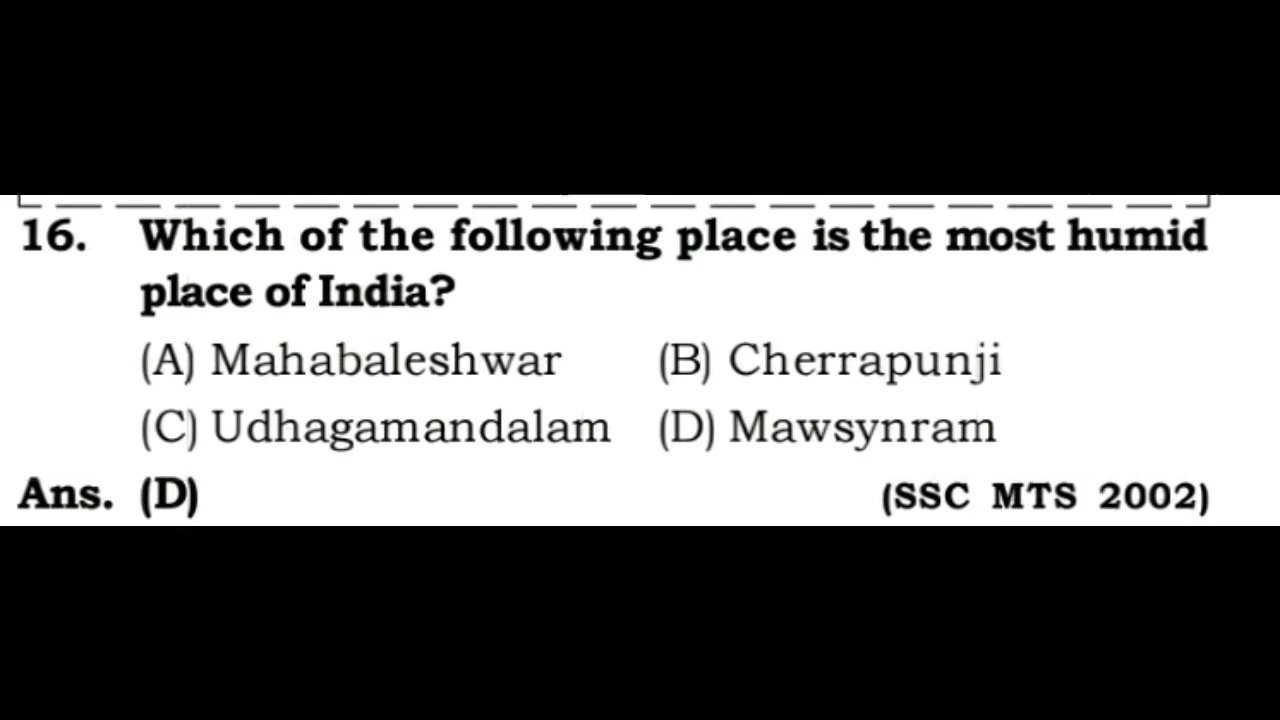 16. Which of the following place is the most humid
place of India?
(A) Mahabaleshwar (B) Cherrapunji
(C) Udhagamandalam (D) Mawsynram
Ans. (D) (SSC MTS 2002)